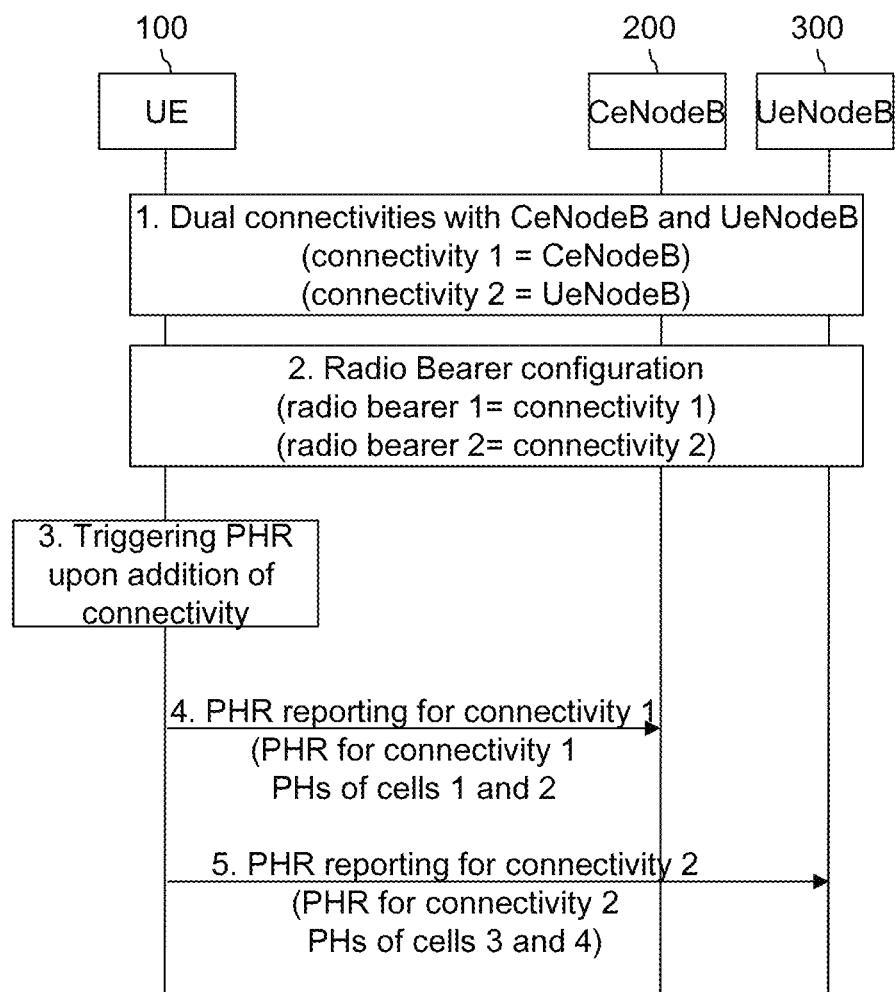 100
200
300
UE
CeNodeB
UeNodeB
1. Dual connectivities with CeNodeB and UeNodeB
(connectivity 1 = CeNodeB)
(connectivity 2 = UeNodeB)
2. Radio Bearer configuration
(radio bearer 1= connectivity 1)
(radio bearer 2= connectivity 2)
3. Triggering PHR
upon addition of
connectivity
4. PHR reporting for connectivity 1
(PHR for connectivity 1
PHs of cells 1 and 2
5. PHR reporting for connectivity 2
(PHR for connectivity 2
PHs of cells 3 and 4)